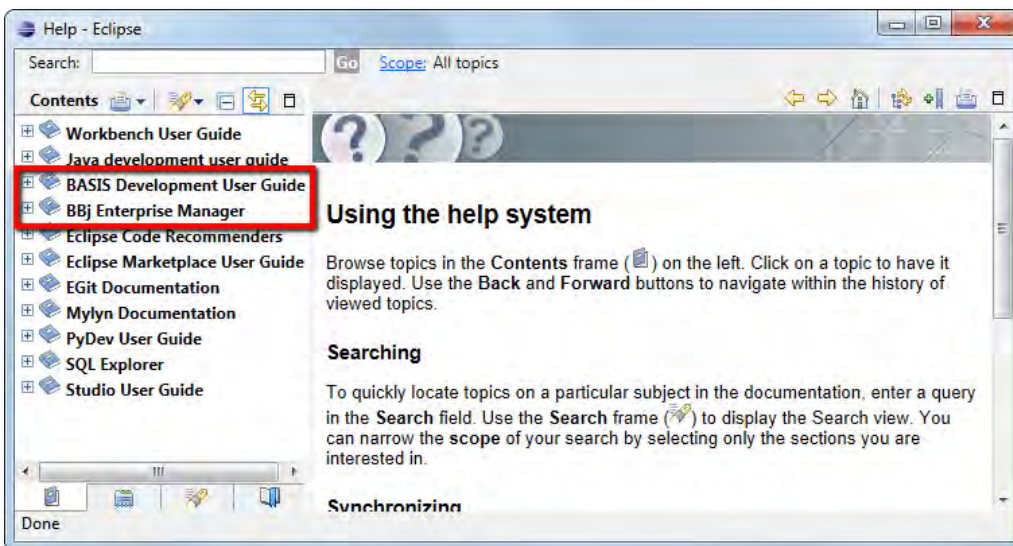 Help - Eclipse
Search:
Go
Scope: All topics
Contents
Workbench User Guide
Java development user guide
BASIS Development User Guide
BBj Enterprise Manager
Eclipse Code Recommenders
Eclipse Marketplace User Guide
EGit Documentation
Mylyn Documentation
PyDev User Guide
SQL Explorer
Studio User Guide
Using the help system
Browse topics in the Contents frame ( ) on the left. Click on a topic to have it
displayed. Use the Back and Forward buttons to navigate within the history of
viewed topics.
Searching
To quickly locate topics on a particular subject in the documentation, enter a query
in the Search field. Use the Search frame ( ) to display the Search view. You
can narrow the scope of your search by selecting only the sections you are
interested in.
Synchronizing
Done